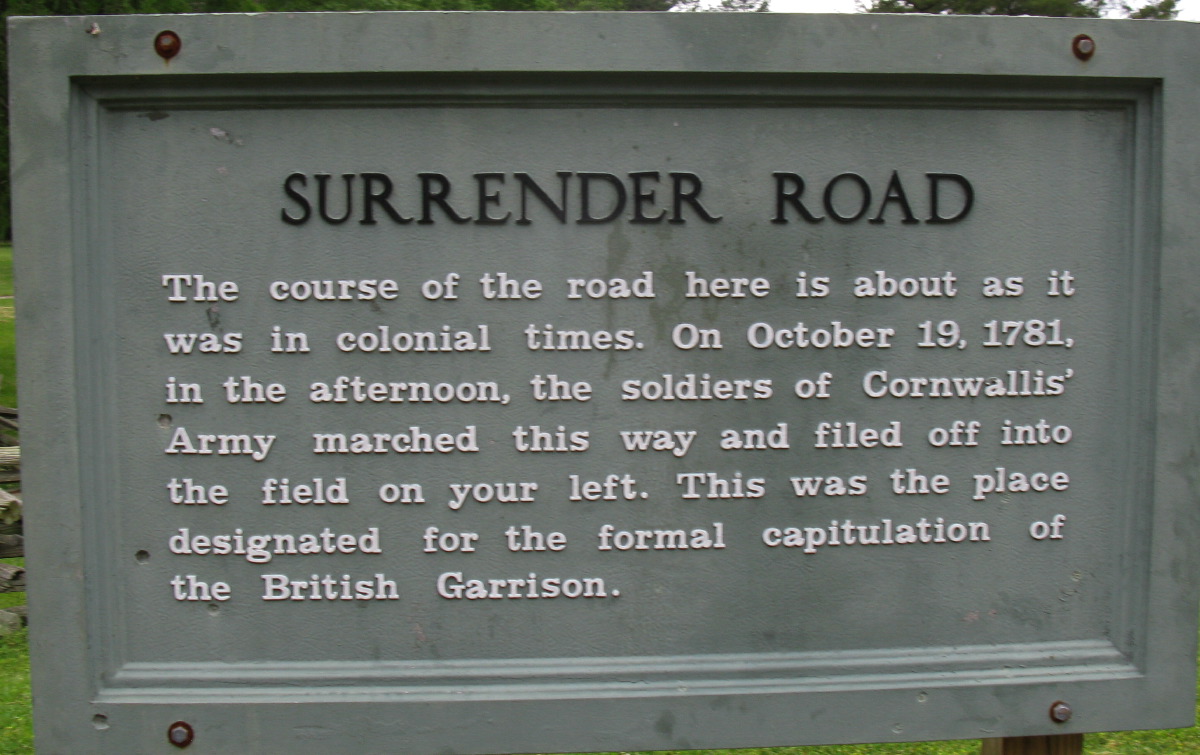 SURRENDER ROAD
The course of the road here is about as it
was in colonial times. On October 19, 1781,
in the afternoon, the soldiers of Cornwallis'
Army marched this way and filed off into
the field on your left. This was the place
designated for the formal capitulation of
the British Garrison.